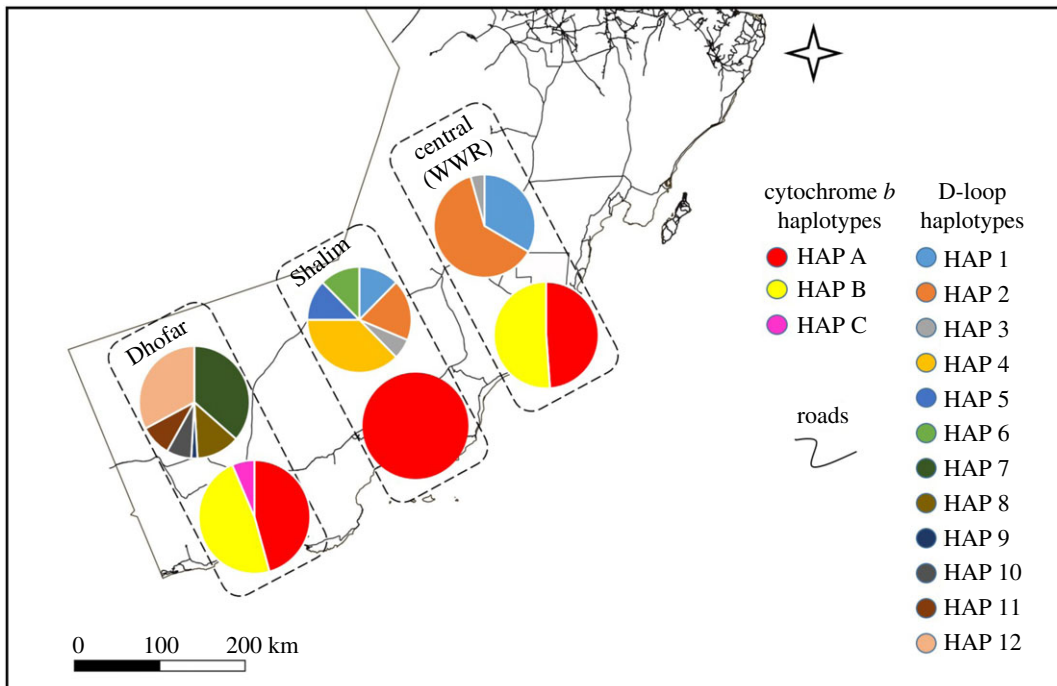 central
(WWR)
Shalim
Dhofar
cytochrome b
haplotypes
HAP A
HAP B
HAP C
D-loop
haplotypes
HAP 1
HAP 2
HAP 3
HAP 4
HAP 5
HAP 6
HAP 7
HAP 8
HAP 9
HAP 10
HAP 11
HAP 12
roads
0 100 200 km